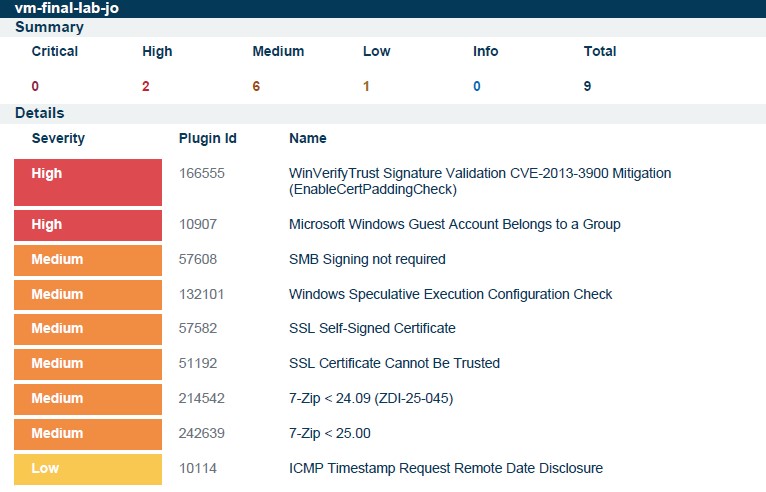 vm-final-lab-jo
Summary
Critical High Medium Low Info Total
0 2 6 1 0 9
Details
Severity Plugin Id Name
High 166555 WinVerifyTrust Signature Validation CVE-2013-3900 Mitigation
(EnableCertPaddingCheck)
High 10907 Microsoft Windows Guest Account Belongs to a Group
Medium 57608 SMB Signing not required
Medium 132101 Windows Speculative Execution Configuration Check
Medium 57582 SSL Self-Signed Certificate
Medium 51192 SSL Certificate Cannot Be Trusted
Medium 214542 7-Zip < 24.09 (ZDI-25-045)
Medium 242639 7-Zip < 25.00
Low 10114 ICMP Timestamp Request Remote Date Disclosure